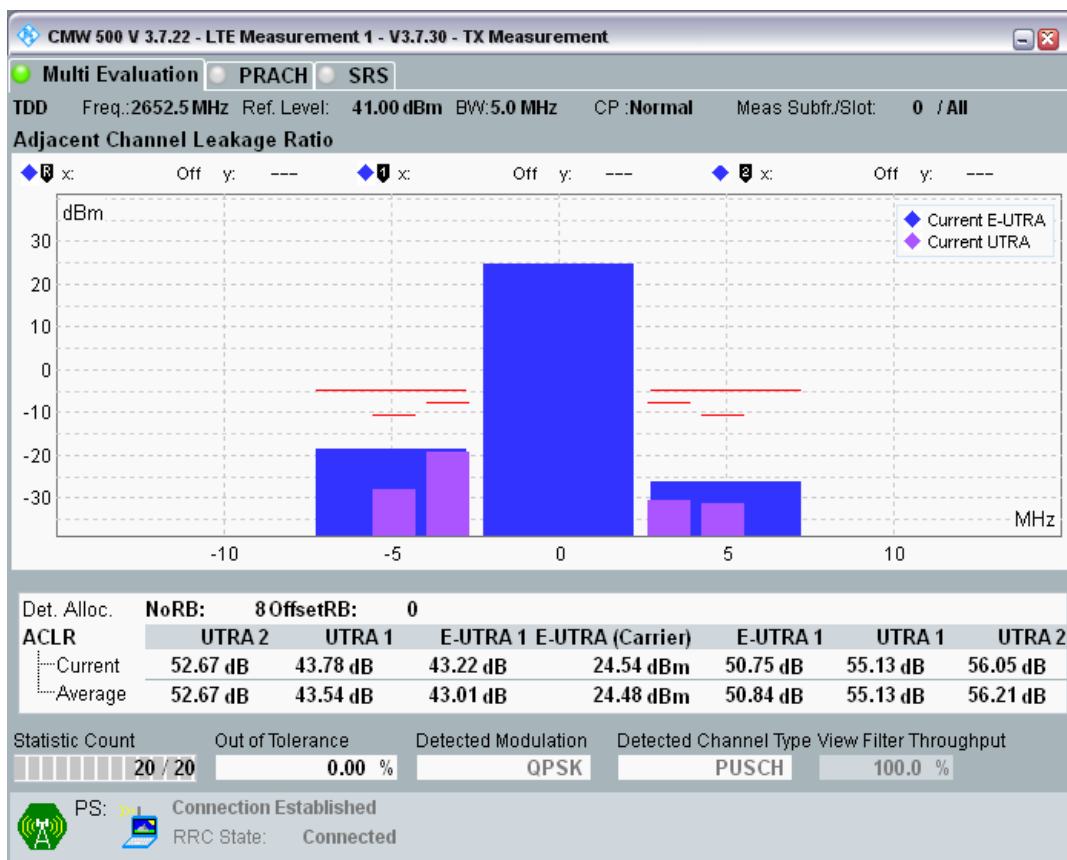 CMW 500 V 3.7.22 - LTE Measurement 1 - V3.7.30 - TX Measurement
Multi Evaluation PRACH SRS
TDD Freq.:2652.5 MHz Ref. Level: 41.00 dBm BW:5.0 MHz CP :Normal Meas Subfr./Slot: 0 / All
Adjacent Channel Leakage Ratio
R x: Off y: --- 1 x: Off y: --- 2 x: Off y: ---
dBm
Current E-UTRA
Current UTRA
30
20
10
0
-10
-20
-30
MHz
-10 -5 0 5 10
Det. Alloc. NoRB: 8 OffsetRB: 0
ACLR UTRA 2 UTRA 1 E-UTRA 1 E-UTRA (Carrier) E-UTRA 1 UTRA 1 UTRA 2
Current 52.67 dB 43.78 dB 43.22 dB 24.54 dBm 50.75 dB 55.13 dB 56.05 dB
Average 52.67 dB 43.54 dB 43.01 dB 24.48 dBm 50.84 dB 55.13 dB 56.21 dB
Statistic Count Out of Tolerance Detected Modulation Detected Channel Type View Filter Throughput
20 / 20 0.00 % QPSK PUSCH 100.0 %
PS: Connection Established
RRC State: Connected